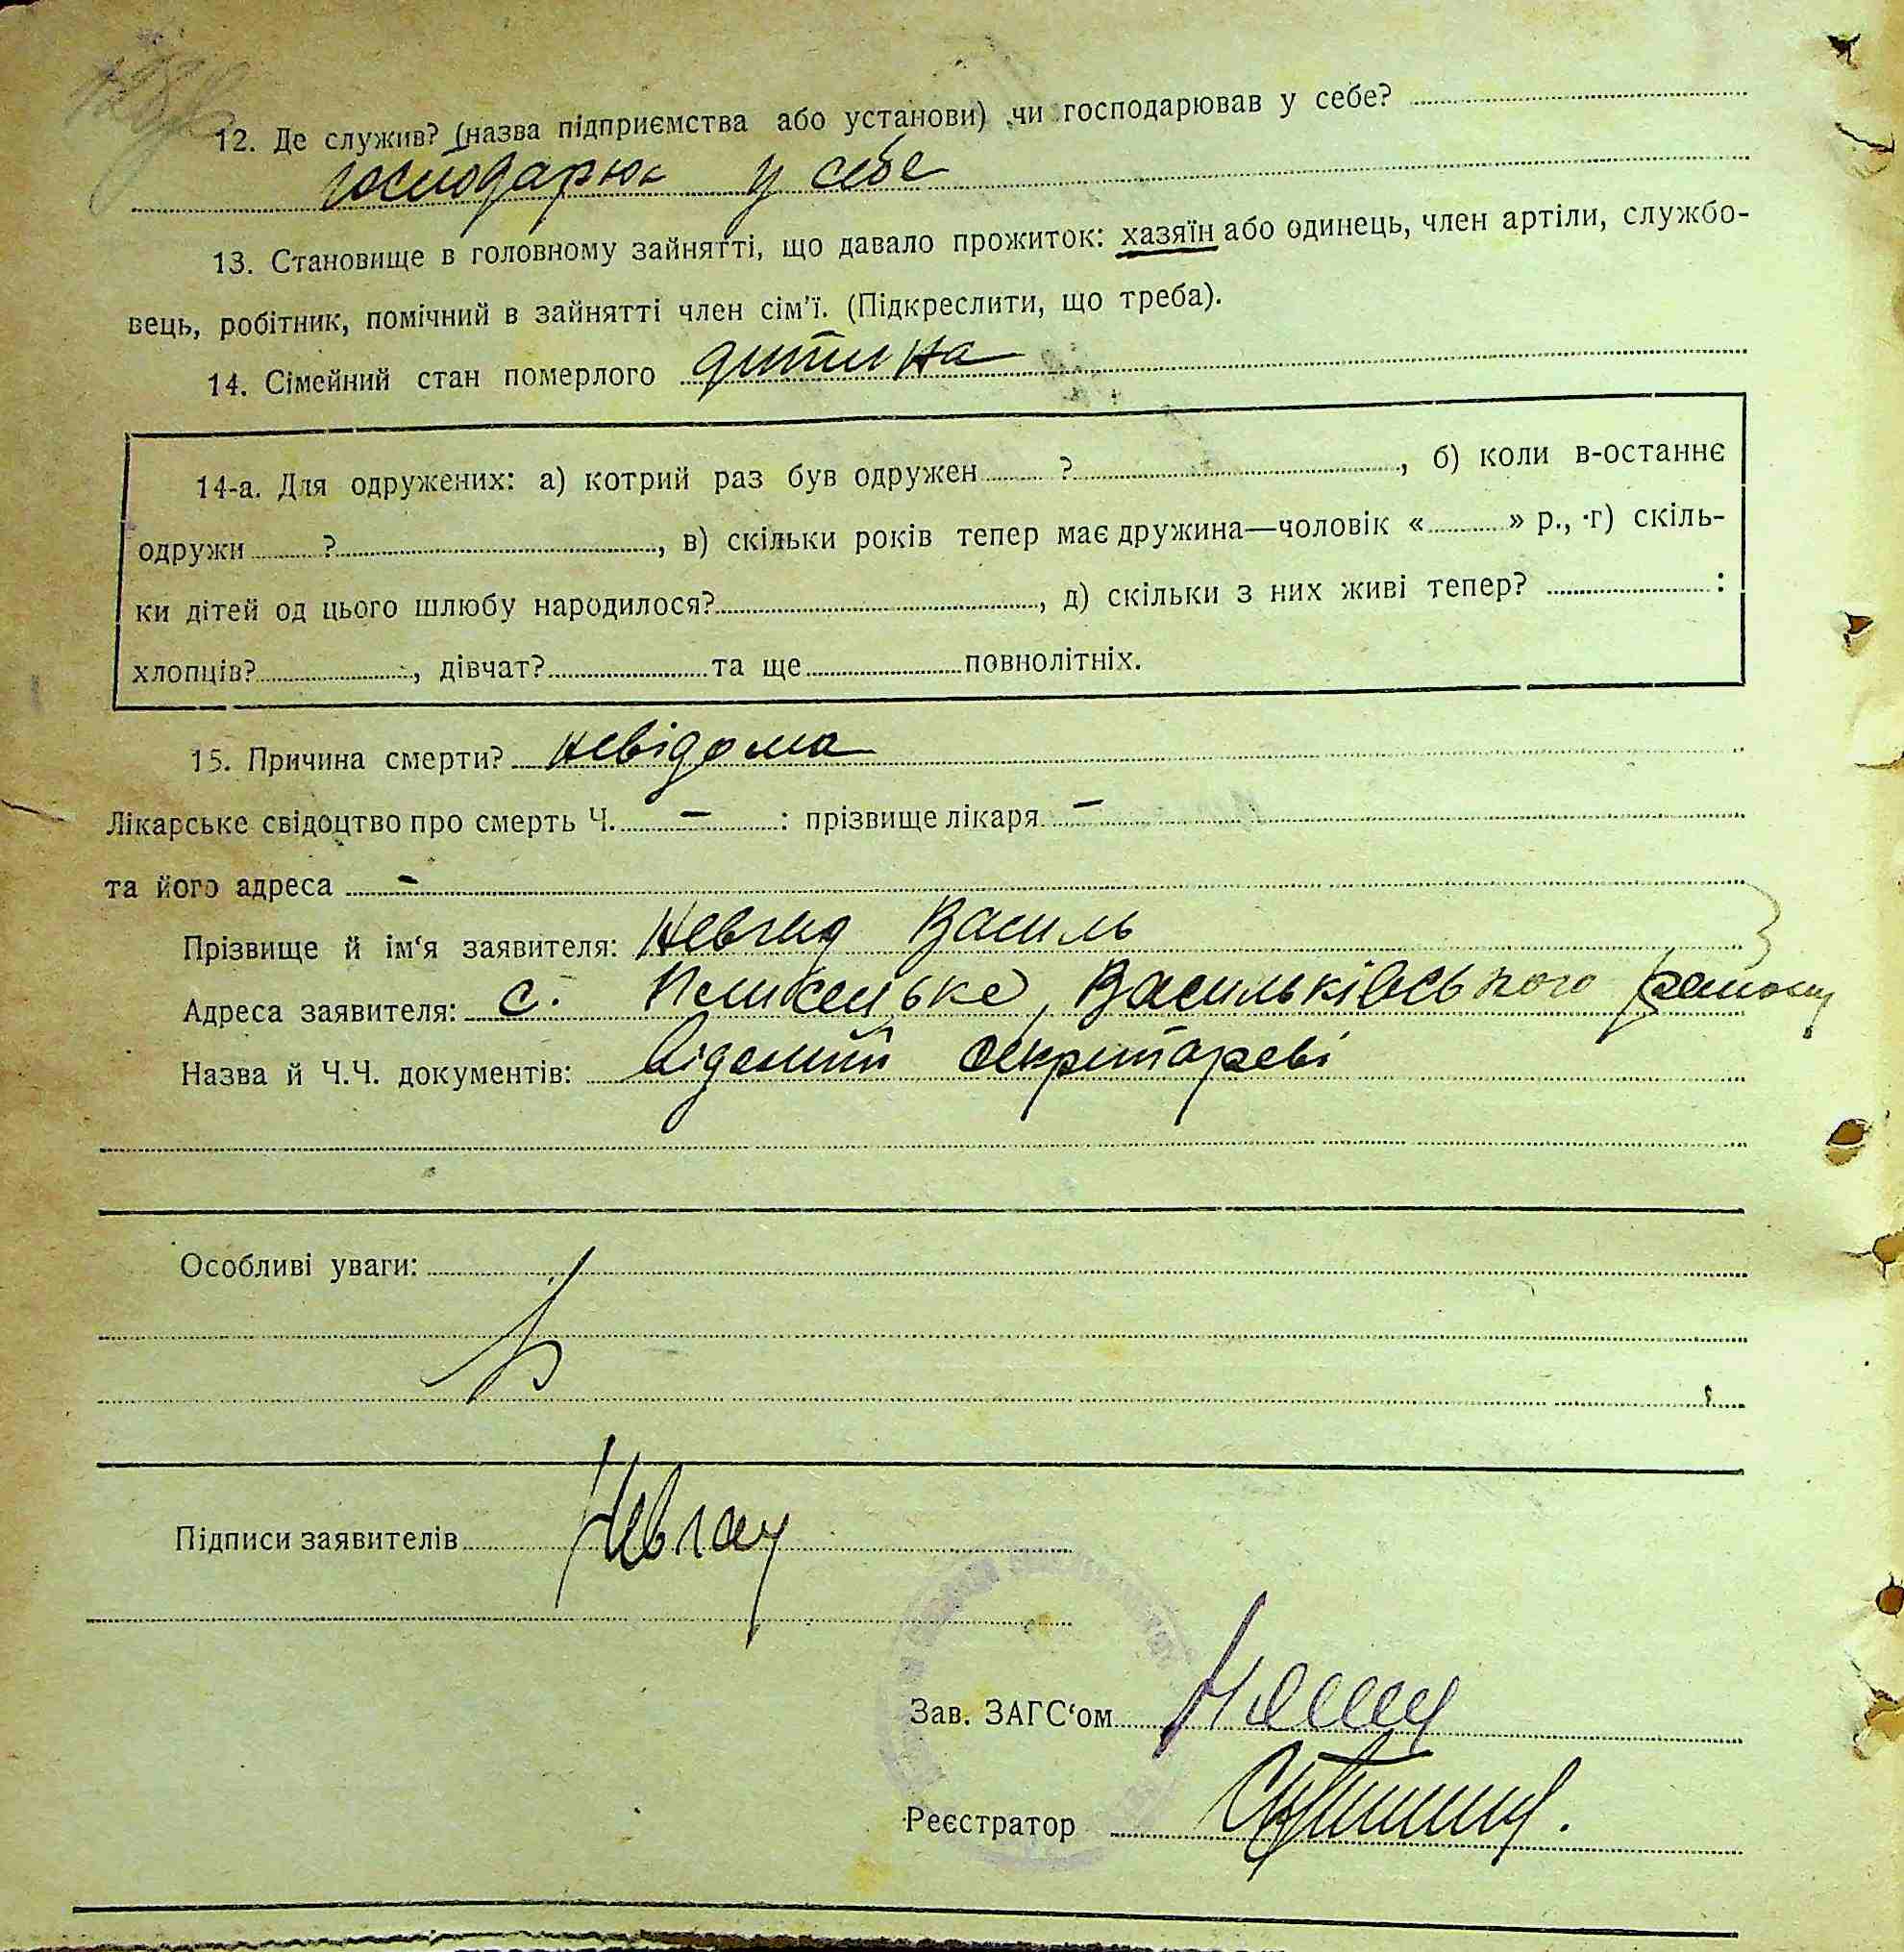 12. Де служив? (назва підприємства або установи) чи господарював у себе?
господарює у себе
13. Становище в головному зайнятті, що давало прожиток: хазяїн або одинець, член артіли, службо-
вець, робітник, помічний в зайнятті член сім'ї. (Підкреслити, що треба).
14. Сімейний стан померлого дитина
14-а. Для одружених: а) котрий раз був одружен ? , б) коли в-останнє
одружи ? , в) скільки років тепер має дружина—чоловік « » р., г) скіль-
ки дітей од цього шлюбу народилося? , д) скільки з них живі тепер? :
хлопців? , дівчат? та ще повнолітніх.
15. Причина смерти? невідома
Лікарське свідоцтво про смерть Ч. — : прізвище лікаря —
та його адреса -
Прізвище й ім‘я заявителя: Василь
Адреса заявителя: с. Васильківського району
Назва й Ч.Ч. документів: відомий секретареві
Особливі уваги:
Підписи заявителів
Зав. ЗАГС‘ом
Реєстратор